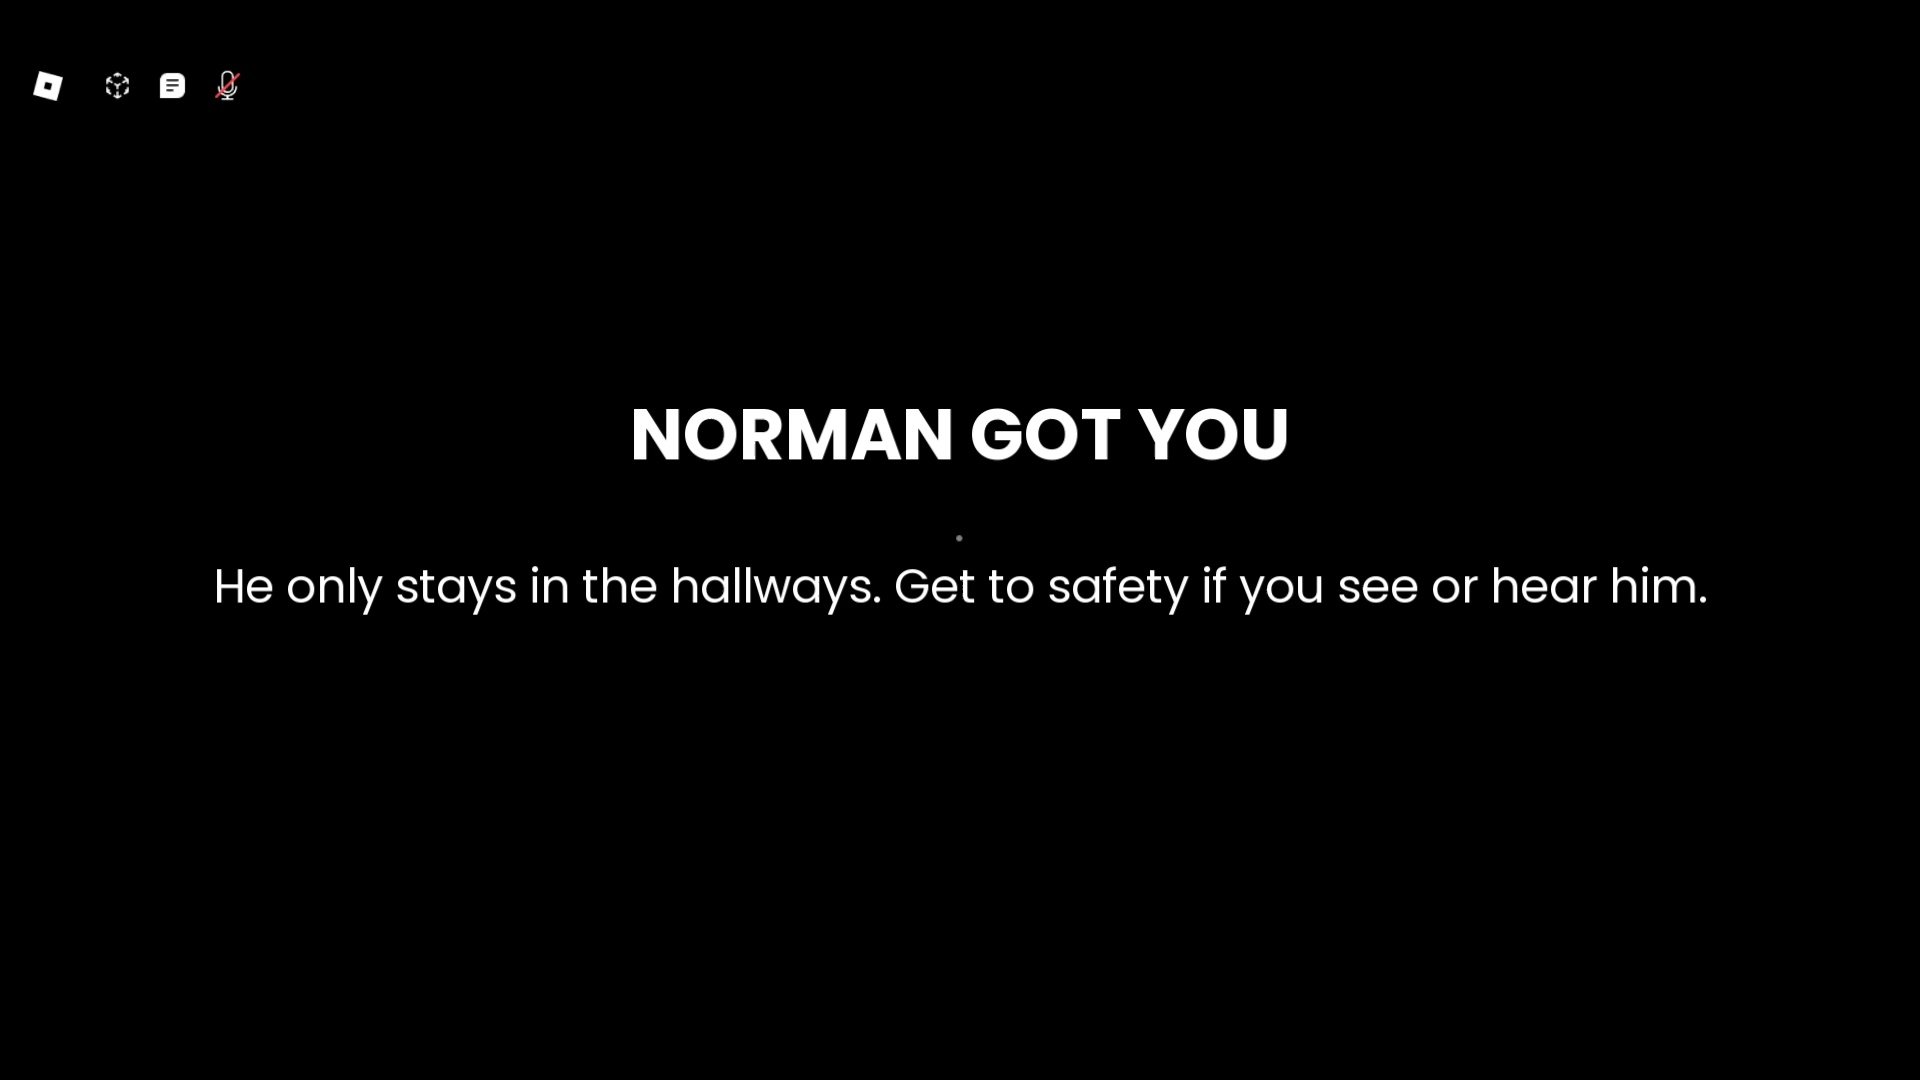 NORMAN GOT YOU
He only stays in the hallways. Get to safety if you see or hear him.